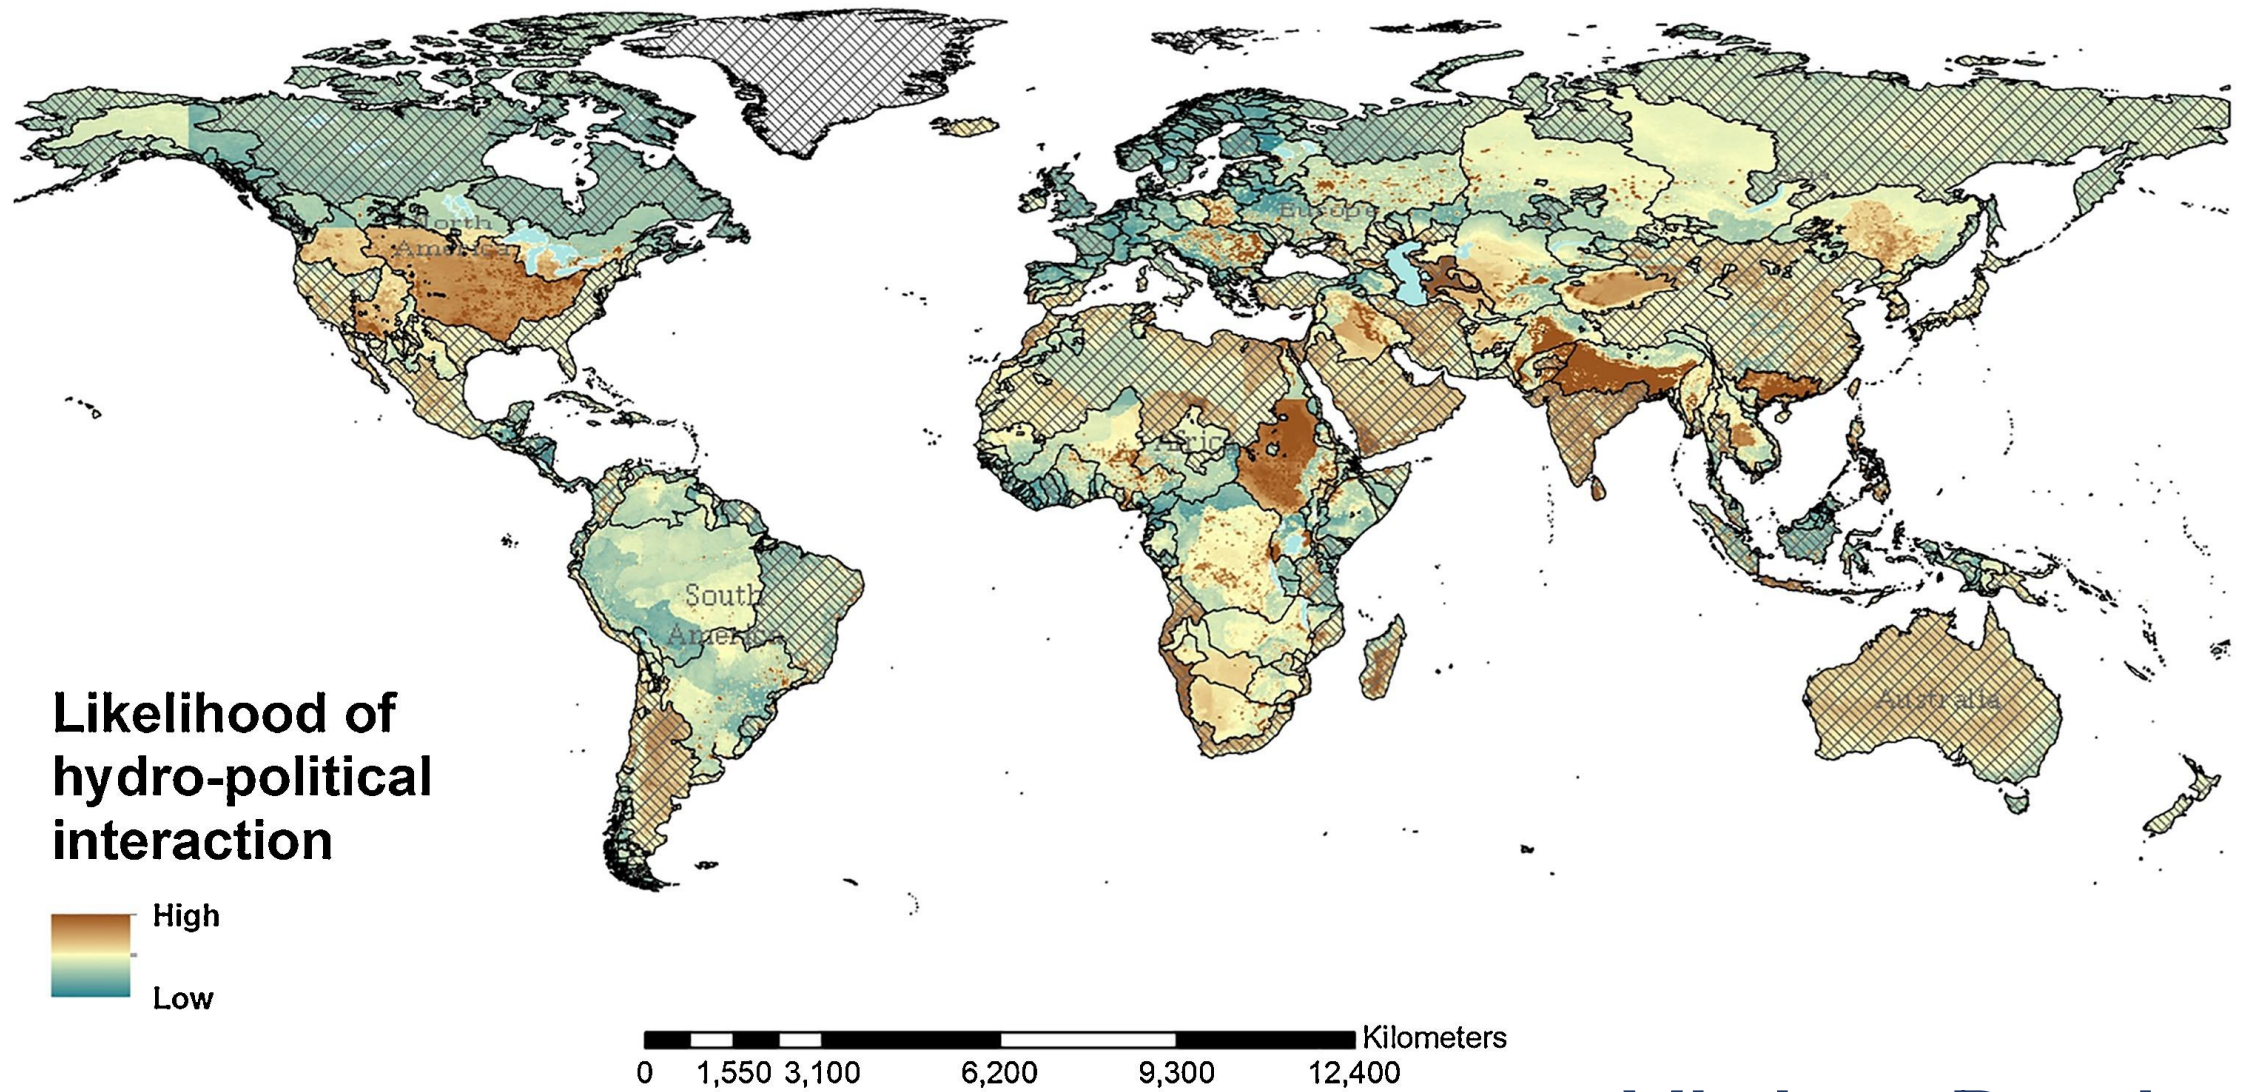 North
America
Europe
Africa
South
America
Australia
Likelihood of
hydro-political
interaction
High
Low
Kilometers
0 1,550 3,100 6,200 9,300 12,400